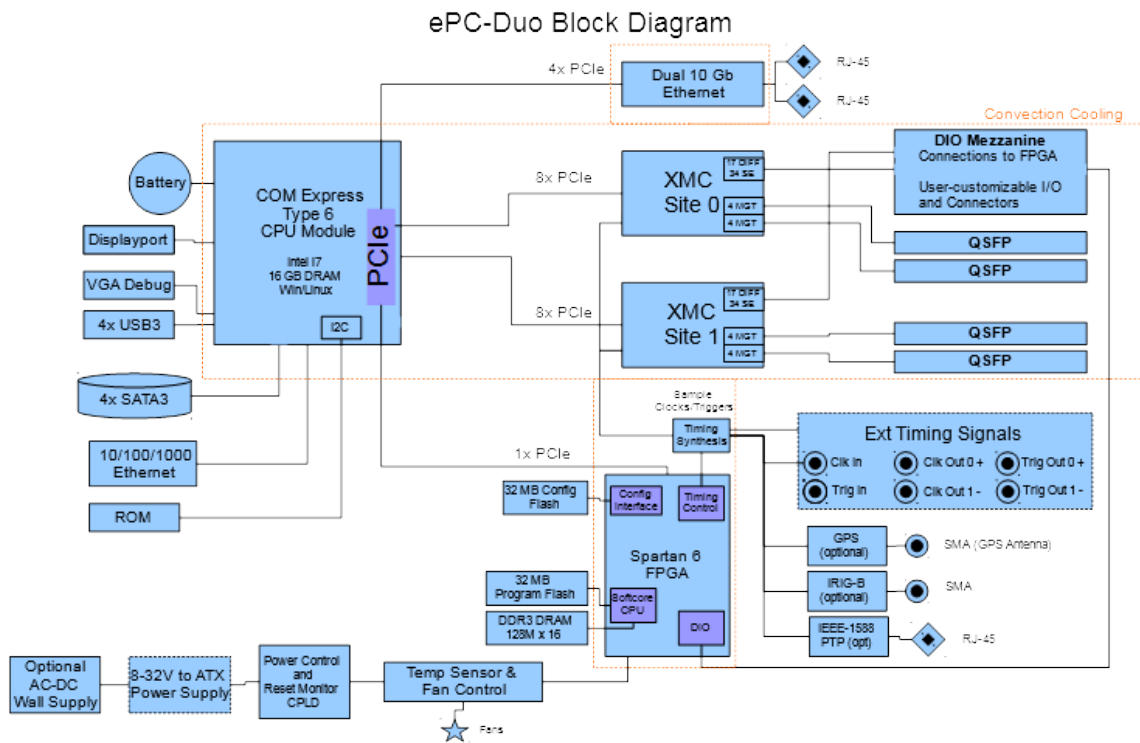 ePC-Duo Block Diagram
4x PCIe
Dual 10 Gb
Ethernet
RJ-45
RJ-45
Convection Cooling
Battery
COM Express
Type 6
CPU Module
Intel I7
16 GB DRAM
Win/Linux
PCIe
I2C
8x PCIe
8x PCIe
XMC
Site 0
17 DIFF
34 SE
4 MGT
4 MGT
DIO Mezzanine
Connections to FPGA
User-customizable I/O
and Connectors
QSFP
QSFP
Displayport
VGA Debug
4x USB3
XMC
Site 1
17 DIFF
34 SE
4 MGT
4 MGT
QSFP
QSFP
4x SATA3
10/100/1000
Ethernet
ROM
Sample
Clocks/Triggers
Timing
Synthesis
1x PCIe
Ext Timing Signals
Clk In
Clk Out 0 +
Trig Out 0 +
Trig In
Clk Out 1 -
Trig Out 1 -
32 MB Config
Flash
Config
Interface
Timing
Control
Spartan 6
FPGA
GPS
(optional)
SMA (GPS Antenna)
32 MB
Program Flash
Softcore
CPU
IRIG-B
(optional)
SMA
DDR3 DRAM
128M x 16
DIO
IEEE-1588
PTP (opt)
RJ-45
Optional
AC-DC
Wall Supply
8-32V to ATX
Power Supply
Power Control
and
Reset Monitor
CPLD
Temp Sensor &
Fan Control
Fans